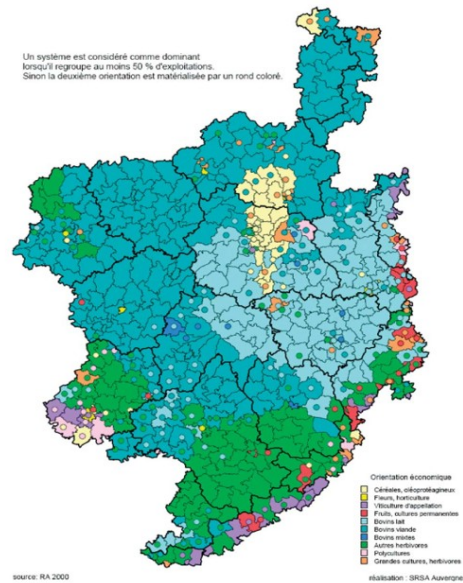 Un système est considéré comme dominant
lorsqu'il regroupe au moins 50 % d'exploitations.
Sinon la deuxième orientation est matérialisée par un rond coloré.
Orientation économique
Céréales, oléoprotéagineux
Fleurs, horticulture
Viticulture d'appellation
Fruits, cultures permanentes
Bovins lait
Bovins viande
Bovins mixtes
Autres herbivores
Polycultures
Grandes cultures, herbivores
source: RA 2000
réalisation : SRSA Auvergne